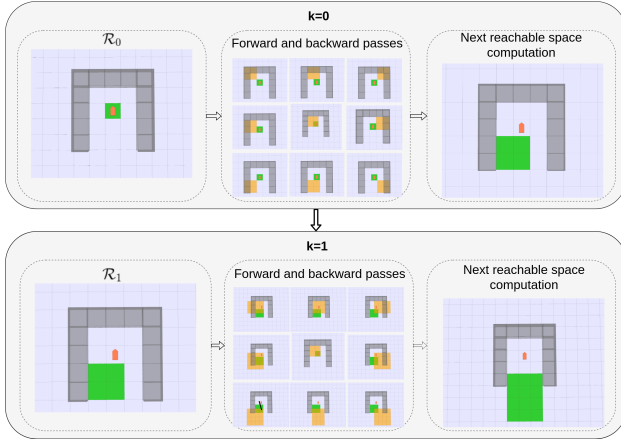 k=0
R₀
Forward and backward passes
Next reachable space
computation
k=1
R₁
Forward and backward passes
Next reachable space
computation